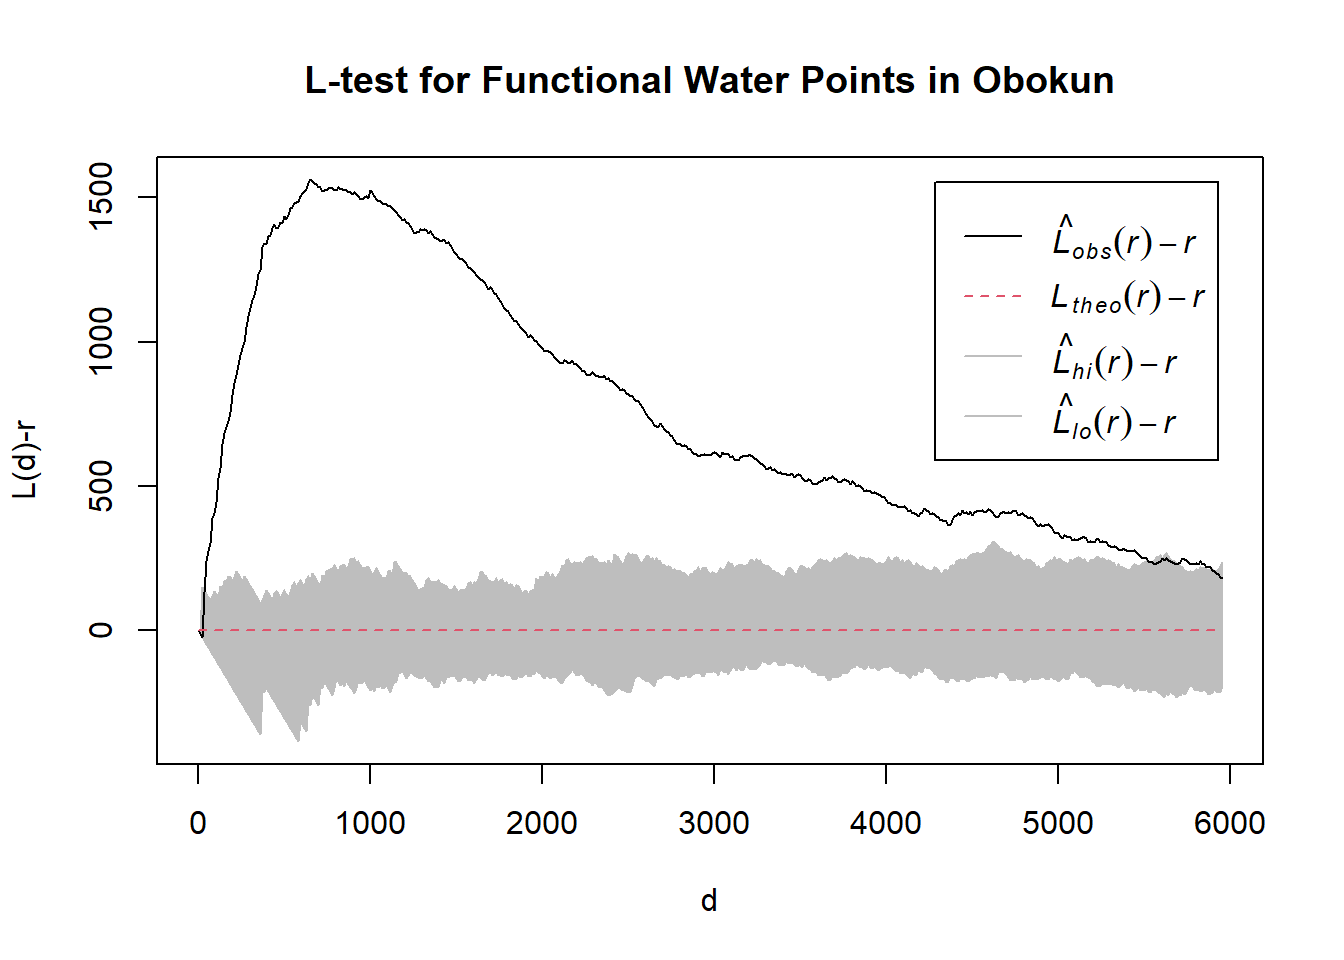 L-test for Functional Water Points in Obokun
L(d)-r
1500
1000
500
0
L̂obs(r) − r
Ltheo(r) − r
L̂hi(r) − r
L̂lo(r) − r
0 1000 2000 3000 4000 5000 6000
d